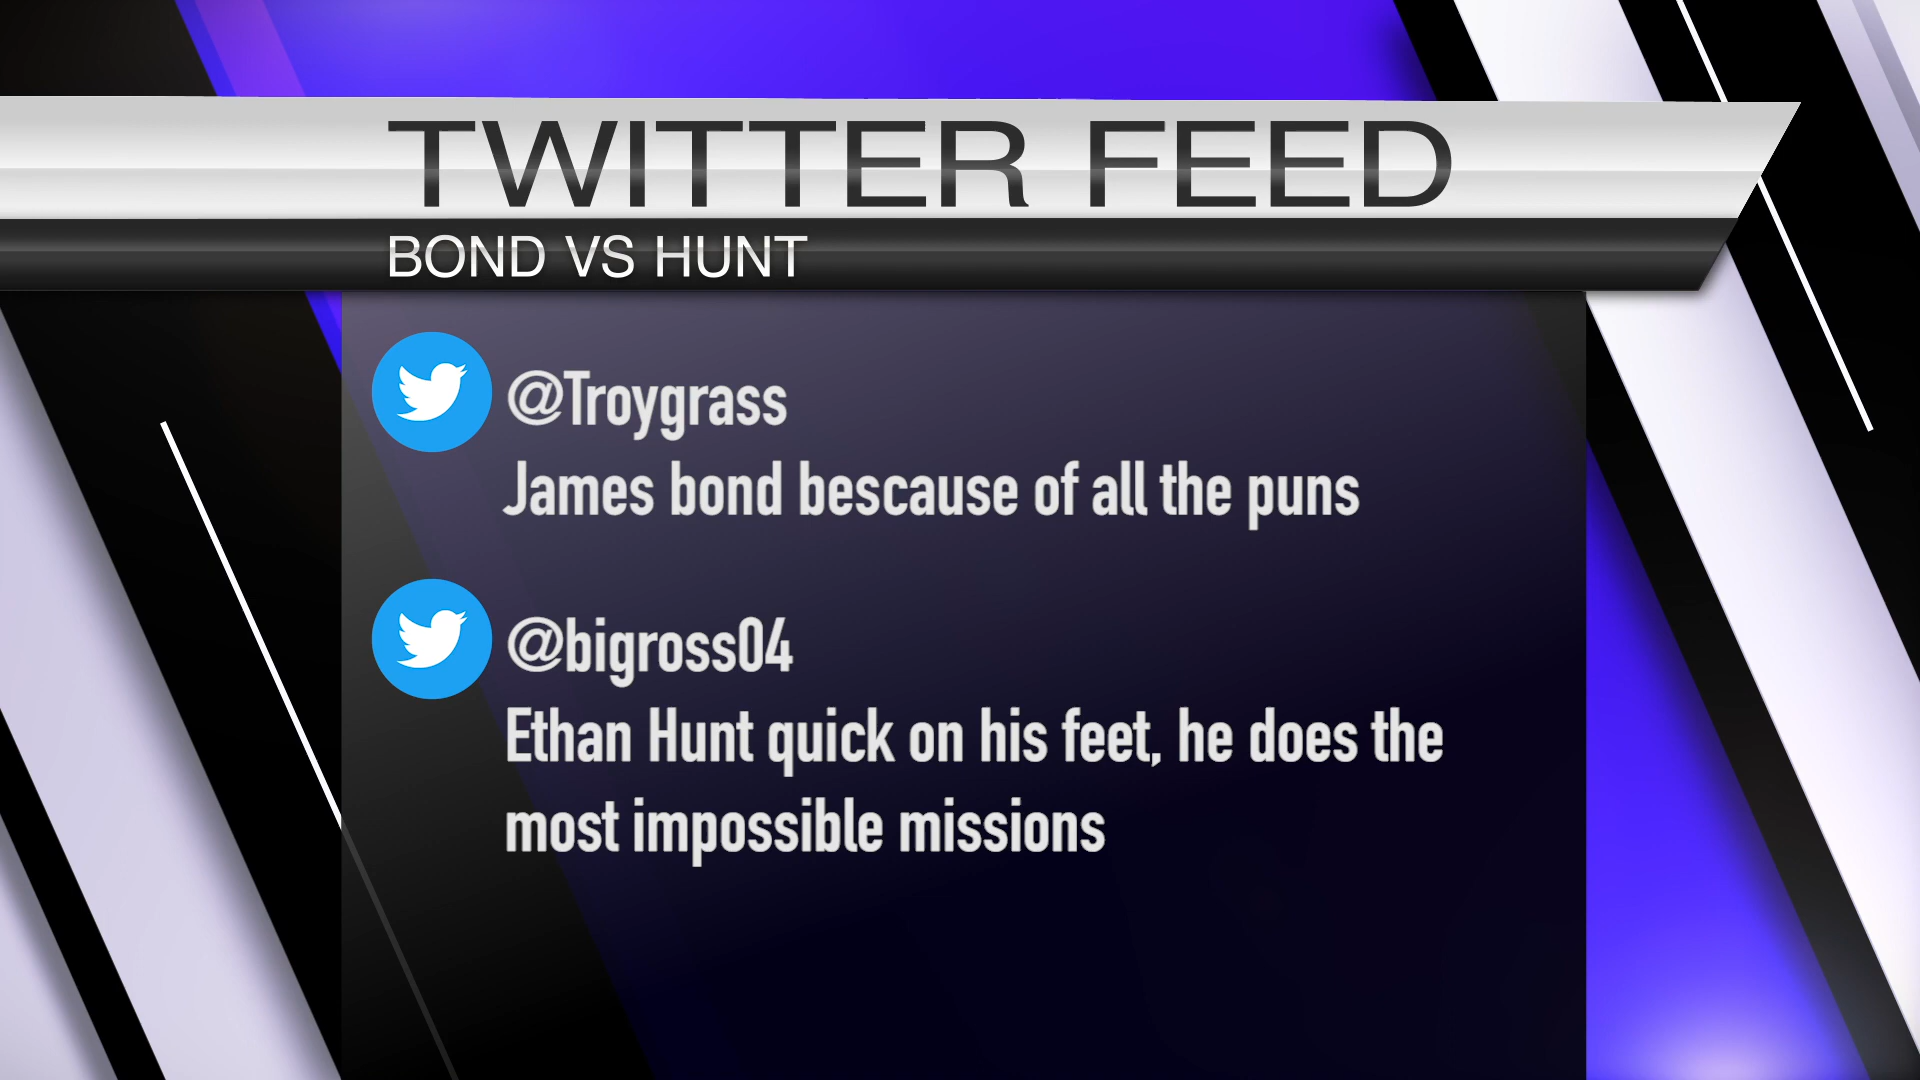 TWITTER FEED
BOND VS HUNT
@Troygrass
James bond bescause of all the puns
@bigross04
Ethan Hunt quick on his feet, he does the
most impossible missions